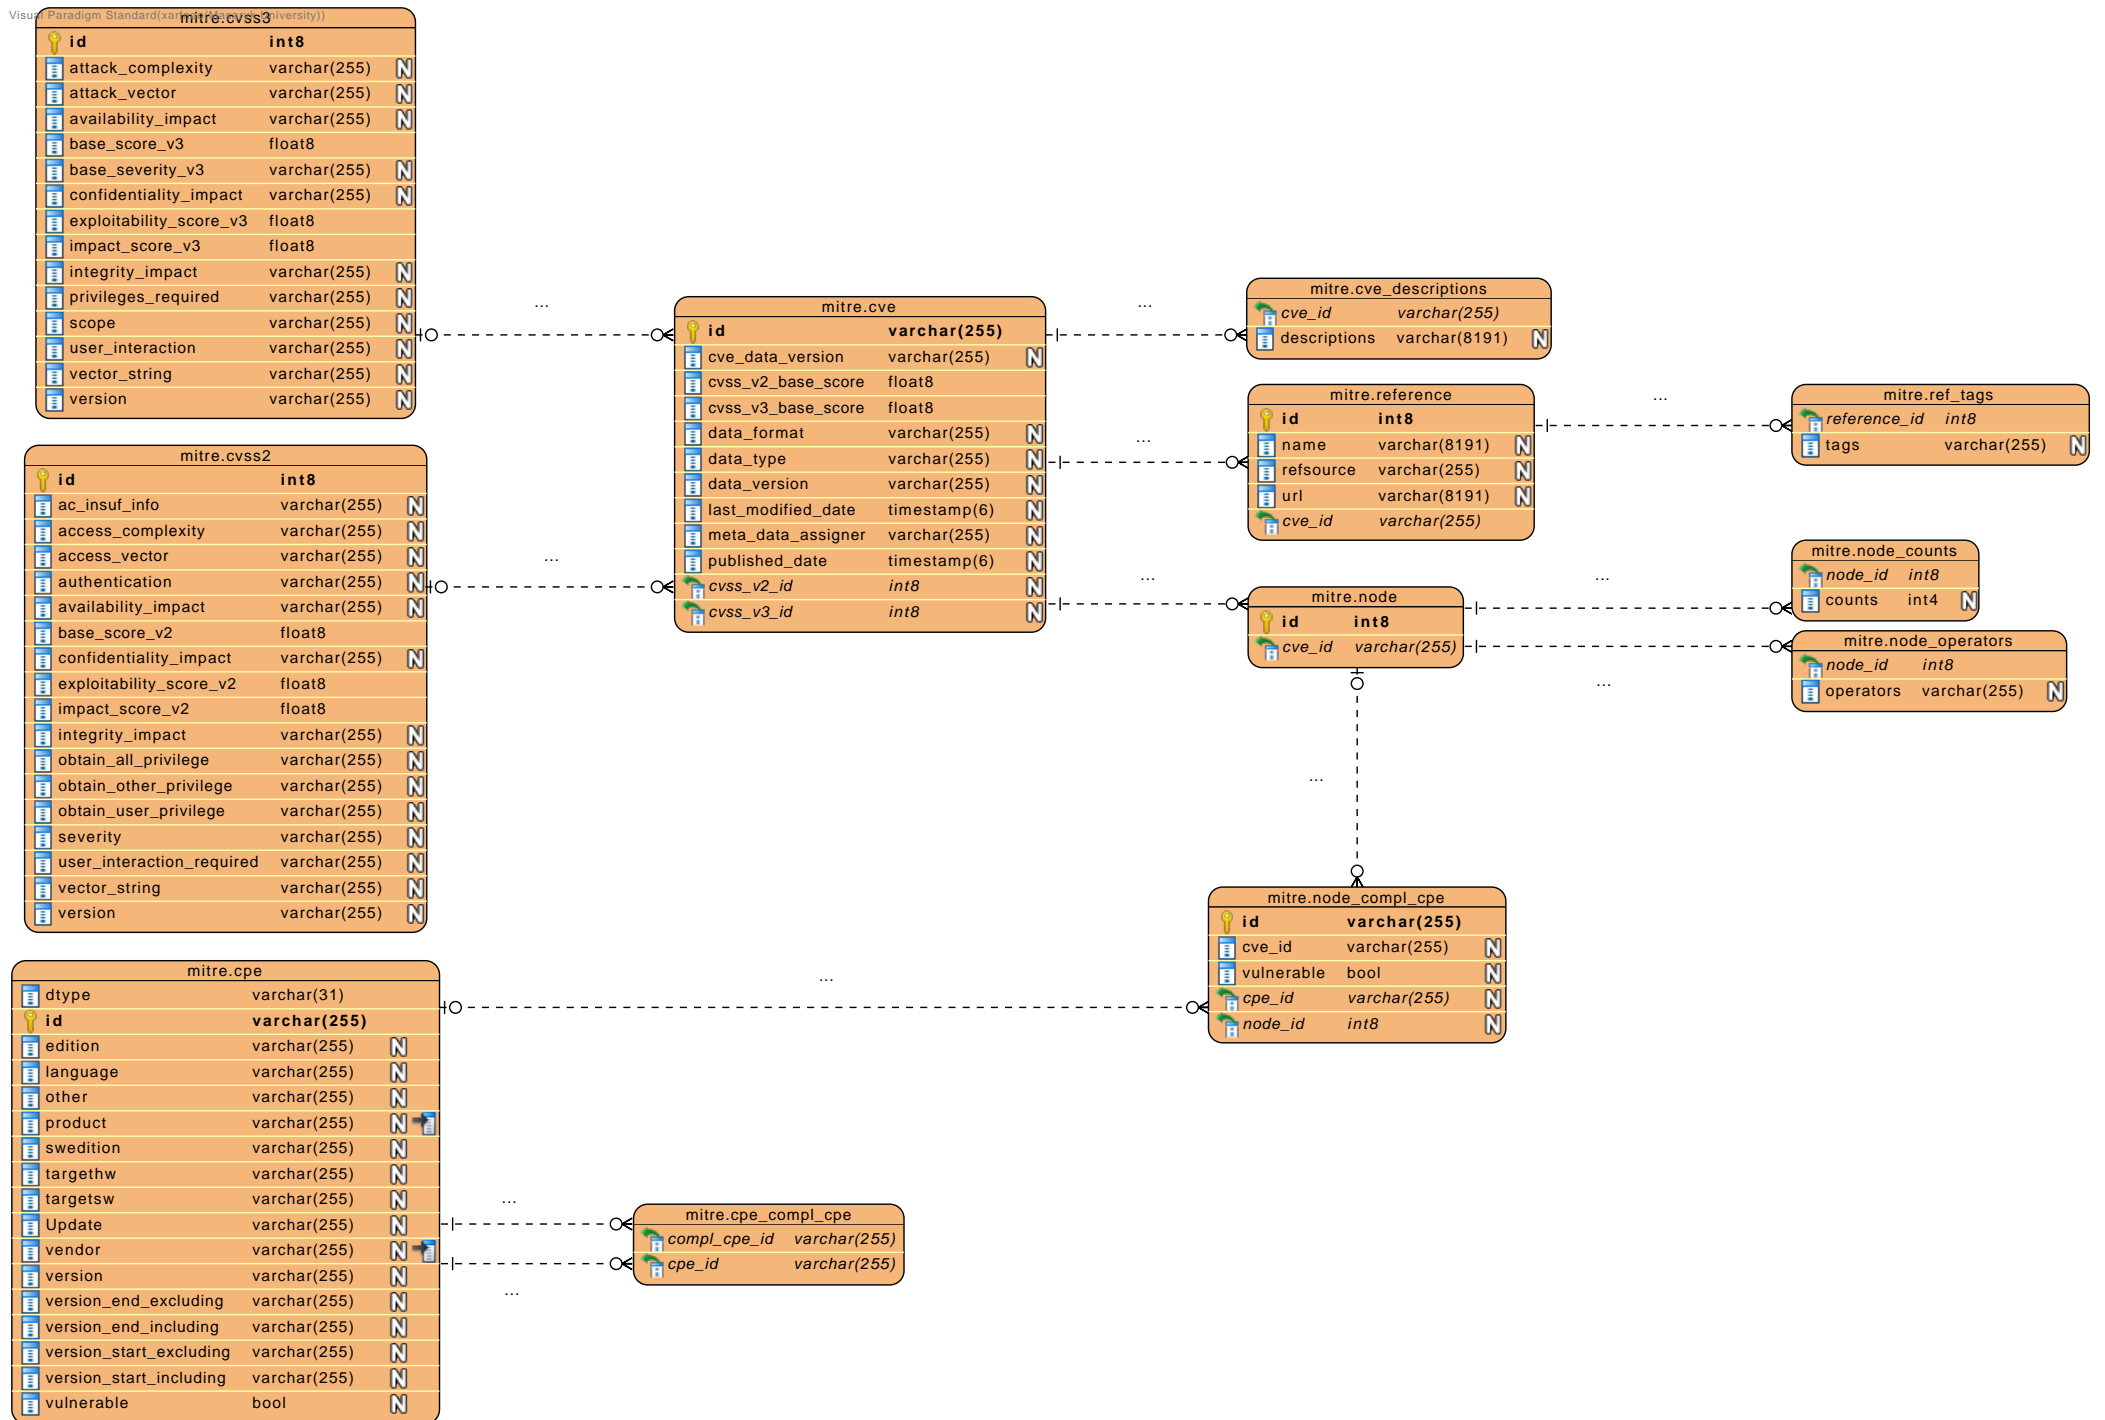 Visual Paradigm Standard(University))
mitre.cvss3
id int8
attack_complexity varchar(255) N
attack_vector varchar(255) N
availability_impact varchar(255) N
base_score_v3 float8
base_severity_v3 varchar(255) N
confidentiality_impact varchar(255) N
exploitability_score_v3 float8
impact_score_v3 float8
integrity_impact varchar(255) N
privileges_required varchar(255) N
scope varchar(255) N
user_interaction varchar(255) N
vector_string varchar(255) N
version varchar(255) N
mitre.cvss2
id int8
ac_insuf_info varchar(255) N
access_complexity varchar(255) N
access_vector varchar(255) N
authentication varchar(255) N
availability_impact varchar(255) N
base_score_v2 float8
confidentiality_impact varchar(255) N
exploitability_score_v2 float8
impact_score_v2 float8
integrity_impact varchar(255) N
obtain_all_privilege varchar(255) N
obtain_other_privilege varchar(255) N
obtain_user_privilege varchar(255) N
severity varchar(255) N
user_interaction_required varchar(255) N
vector_string varchar(255) N
version varchar(255) N
mitre.cpe
dtype varchar(31)
id varchar(255)
edition varchar(255) N
language varchar(255) N
other varchar(255) N
product varchar(255) N
swedition varchar(255) N
targethw varchar(255) N
targetsw varchar(255) N
Update varchar(255) N
vendor varchar(255) N
version varchar(255) N
version_end_excluding varchar(255) N
version_end_including varchar(255) N
version_start_excluding varchar(255) N
version_start_including varchar(255) N
vulnerable bool N
...
...
mitre.cve
id varchar(255)
cve_data_version varchar(255) N
cvss_v2_base_score float8
cvss_v3_base_score float8
data_format varchar(255) N
data_type varchar(255) N
data_version varchar(255) N
last_modified_date timestamp(6) N
meta_data_assigner varchar(255) N
published_date timestamp(6) N
cvss_v2_id int8 N
cvss_v3_id int8 N
...
...
...
mitre.cve_descriptions
cve_id varchar(255)
descriptions varchar(8191) N
mitre.reference
id int8
name varchar(8191) N
refsource varchar(255) N
url varchar(8191) N
cve_id varchar(255)
...
mitre.ref_tags
reference_id int8
tags varchar(255) N
mitre.node
id int8
cve_id varchar(255)
...
...
mitre.node_counts
node_id int8
counts int4 N
mitre.node_operators
node_id int8
operators varchar(255) N
...
mitre.node_compl_cpe
id varchar(255)
cve_id varchar(255) N
vulnerable bool N
cpe_id varchar(255) N
node_id int8 N
...
...
...
mitre.cpe_compl_cpe
compl_cpe_id varchar(255)
cpe_id varchar(255)